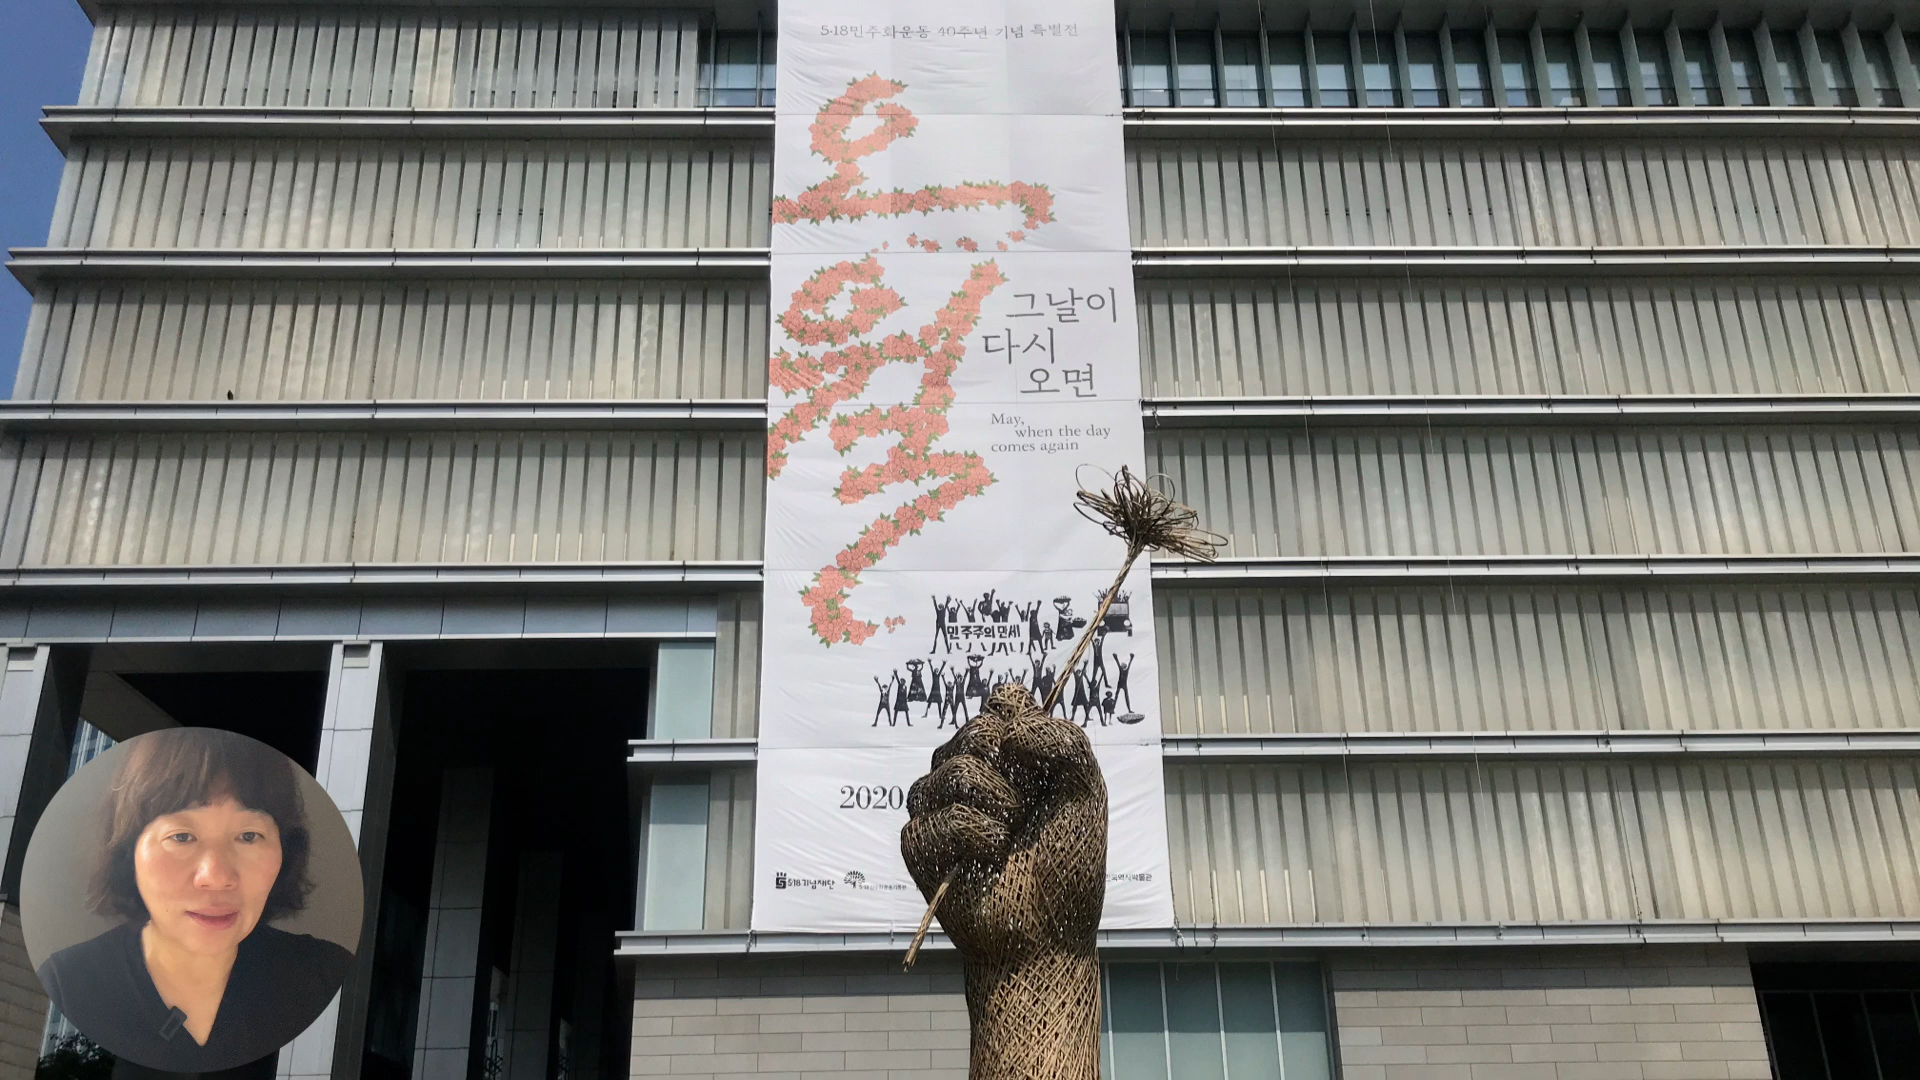 5·18민주화운동 40주년 기념 특별전
오월
그날이
다시
오면
May,
when the day
comes again
민주주의 만세
2020.
518기념재단